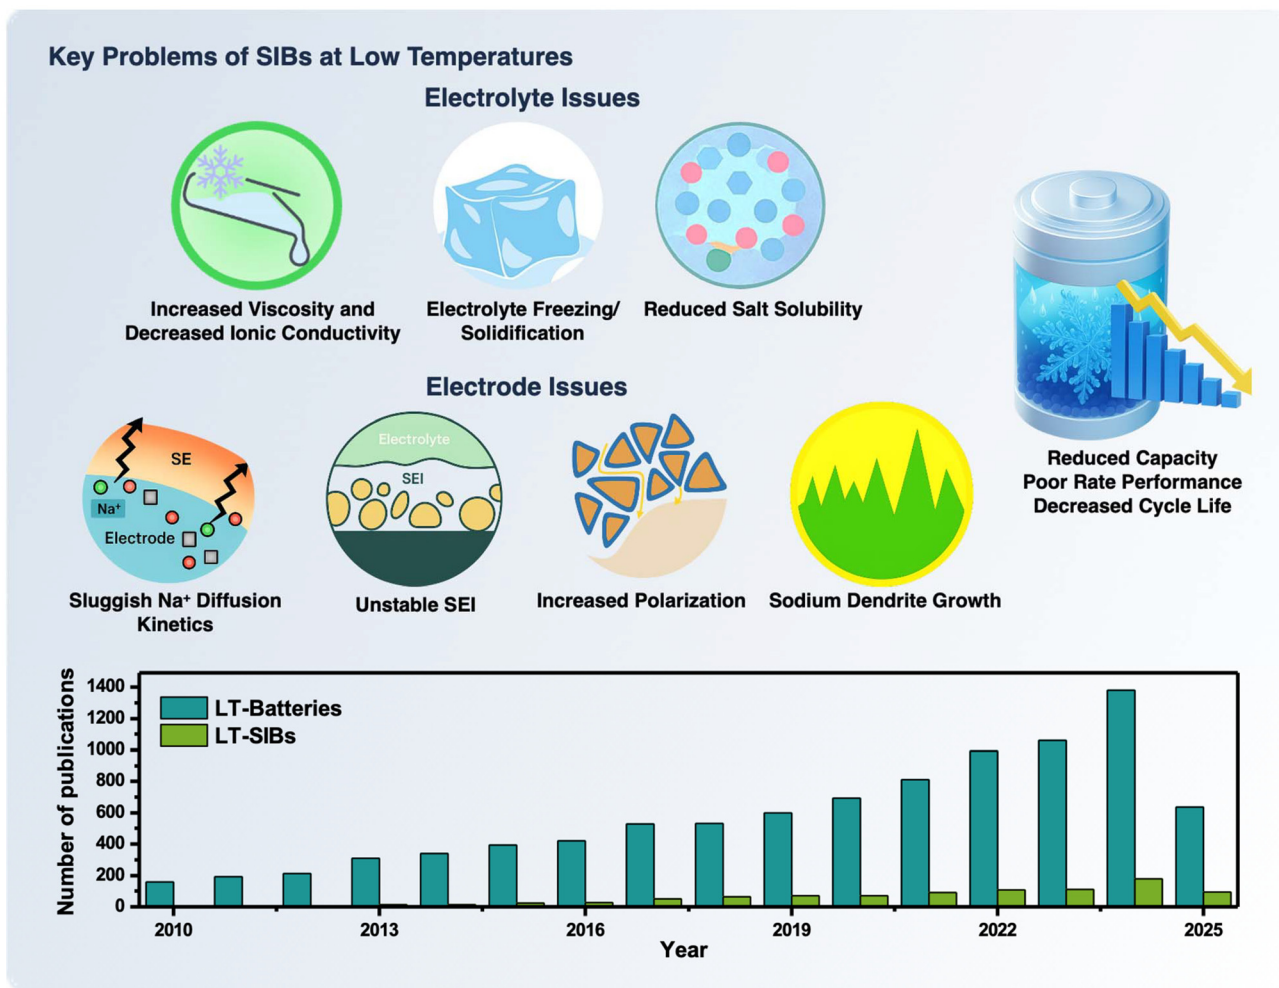 Key Problems of SIBs at Low Temperatures
Electrolyte Issues
Increased Viscosity and
Decreased Ionic Conductivity
Electrolyte Freezing/
Solidification
Reduced Salt Solubility
Electrode Issues
SE
Na⁺
Electrode
Sluggish Na⁺ Diffusion
Kinetics
Electrolyte
SEI
Unstable SEI
Increased Polarization
Sodium Dendrite Growth
Reduced Capacity
Poor Rate Performance
Decreased Cycle Life
Number of publications
1400
1200
1000
800
600
400
200
0
LT-Batteries
LT-SIBs
2010 2013 2016 2019 2022 2025
Year